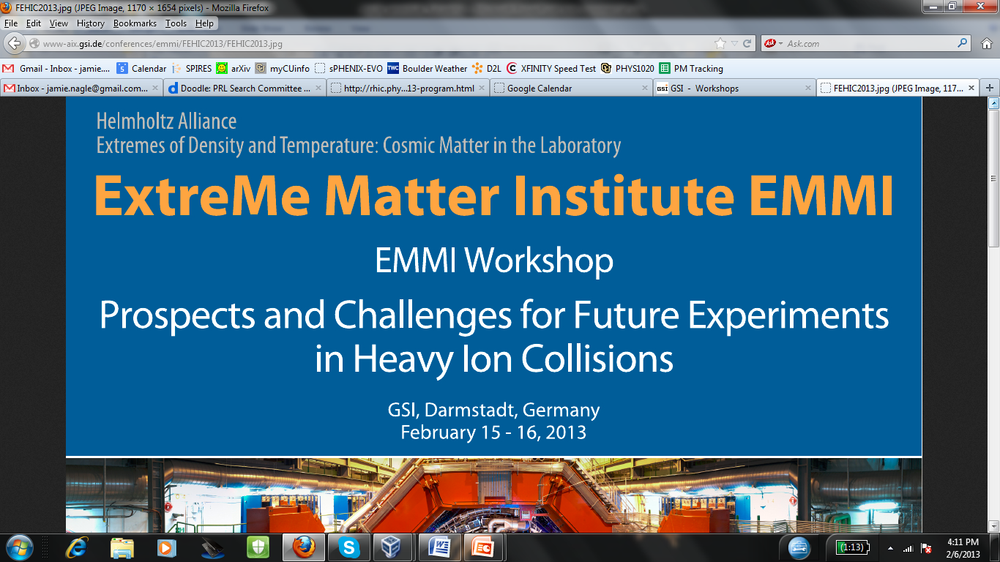 FEHIC2013.jpg (JPEG Image, 1170 × 1654 pixels) - Mozilla Firefox
File Edit View History Bookmarks Tools Help
www-aix.gsi.de/conferences/emmi/FEHIC2013/FEHIC2013.jpg
Ask Ask.com
Gmail - Inbox - jamie.... 5 Calendar SPIRES arXiv myCUinfo sPHENIX-EVO TWC Boulder Weather D2L XFINITY Speed Test PHYS1020 PM Tracking
Inbox - jamie.nagle@gmail.com... Doodle: PRL Search Committee ... http://rhic.phy...13-program.html Google Calendar GSI GSI - Workshops FEHIC2013.jpg (JPEG Image, 117...
Helmholtz Alliance
Extremes of Density and Temperature: Cosmic Matter in the Laboratory
ExtreMe Matter Institute EMMI
EMMI Workshop
Prospects and Challenges for Future Experiments
in Heavy Ion Collisions
GSI, Darmstadt, Germany
February 15 - 16, 2013
(1:13)
4:11 PM
2/6/2013